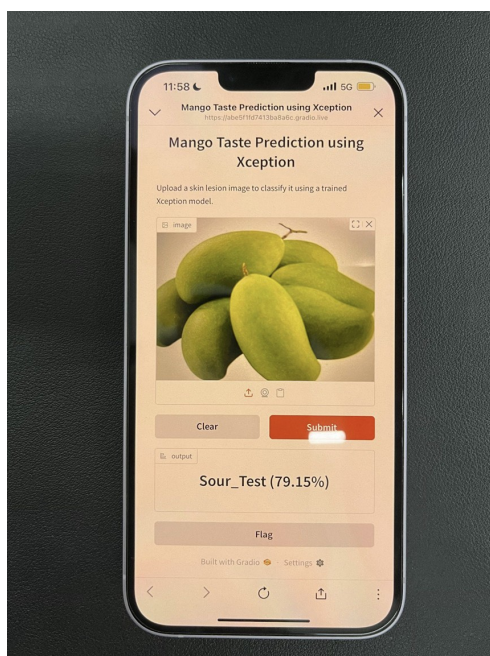 11:58
5G
Mango Taste Prediction using Xception
Mango Taste Prediction using
Xception
Upload a skin lesion image to classify it using a trained
Xception model.
image
Clear
Submit
output
Sour_Test (79.15%)
Flag
Built with Gradio
Settings